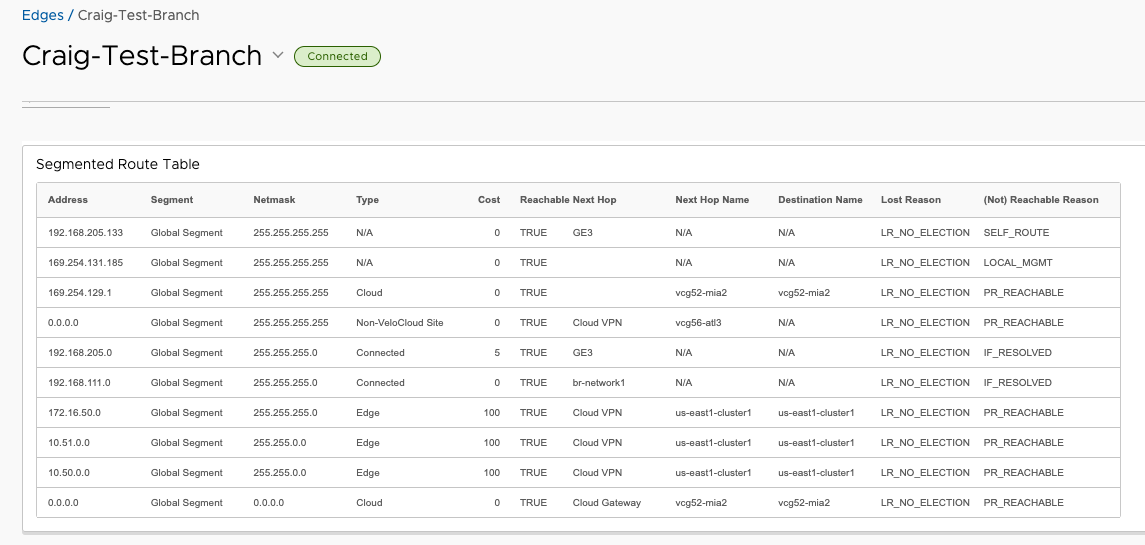 Edges / Craig-Test-Branch
Craig-Test-Branch Connected
Segmented Route Table
Address Segment Netmask Type Cost Reachable Next Hop Next Hop Name Destination Name Lost Reason (Not) Reachable Reason
192.168.205.133 Global Segment 255.255.255.255 N/A 0 TRUE GE3 N/A N/A LR_NO_ELECTION SELF_ROUTE
169.254.131.185 Global Segment 255.255.255.255 N/A 0 TRUE N/A N/A LR_NO_ELECTION LOCAL_MGMT
169.254.129.1 Global Segment 255.255.255.255 Cloud 0 TRUE vcg52-mia2 vcg52-mia2 LR_NO_ELECTION PR_REACHABLE
0.0.0.0 Global Segment 255.255.255.255 Non-VeloCloud Site 0 TRUE Cloud VPN vcg56-atl3 N/A LR_NO_ELECTION PR_REACHABLE
192.168.205.0 Global Segment 255.255.255.0 Connected 5 TRUE GE3 N/A N/A LR_NO_ELECTION IF_RESOLVED
192.168.111.0 Global Segment 255.255.255.0 Connected 0 TRUE br-network1 N/A N/A LR_NO_ELECTION IF_RESOLVED
172.16.50.0 Global Segment 255.255.255.0 Edge 100 TRUE Cloud VPN us-east1-cluster1 us-east1-cluster1 LR_NO_ELECTION PR_REACHABLE
10.51.0.0 Global Segment 255.255.0.0 Edge 100 TRUE Cloud VPN us-east1-cluster1 us-east1-cluster1 LR_NO_ELECTION PR_REACHABLE
10.50.0.0 Global Segment 255.255.0.0 Edge 100 TRUE Cloud VPN us-east1-cluster1 us-east1-cluster1 LR_NO_ELECTION PR_REACHABLE
0.0.0.0 Global Segment 0.0.0.0 Cloud 0 TRUE Cloud Gateway vcg52-mia2 vcg52-mia2 LR_NO_ELECTION PR_REACHABLE